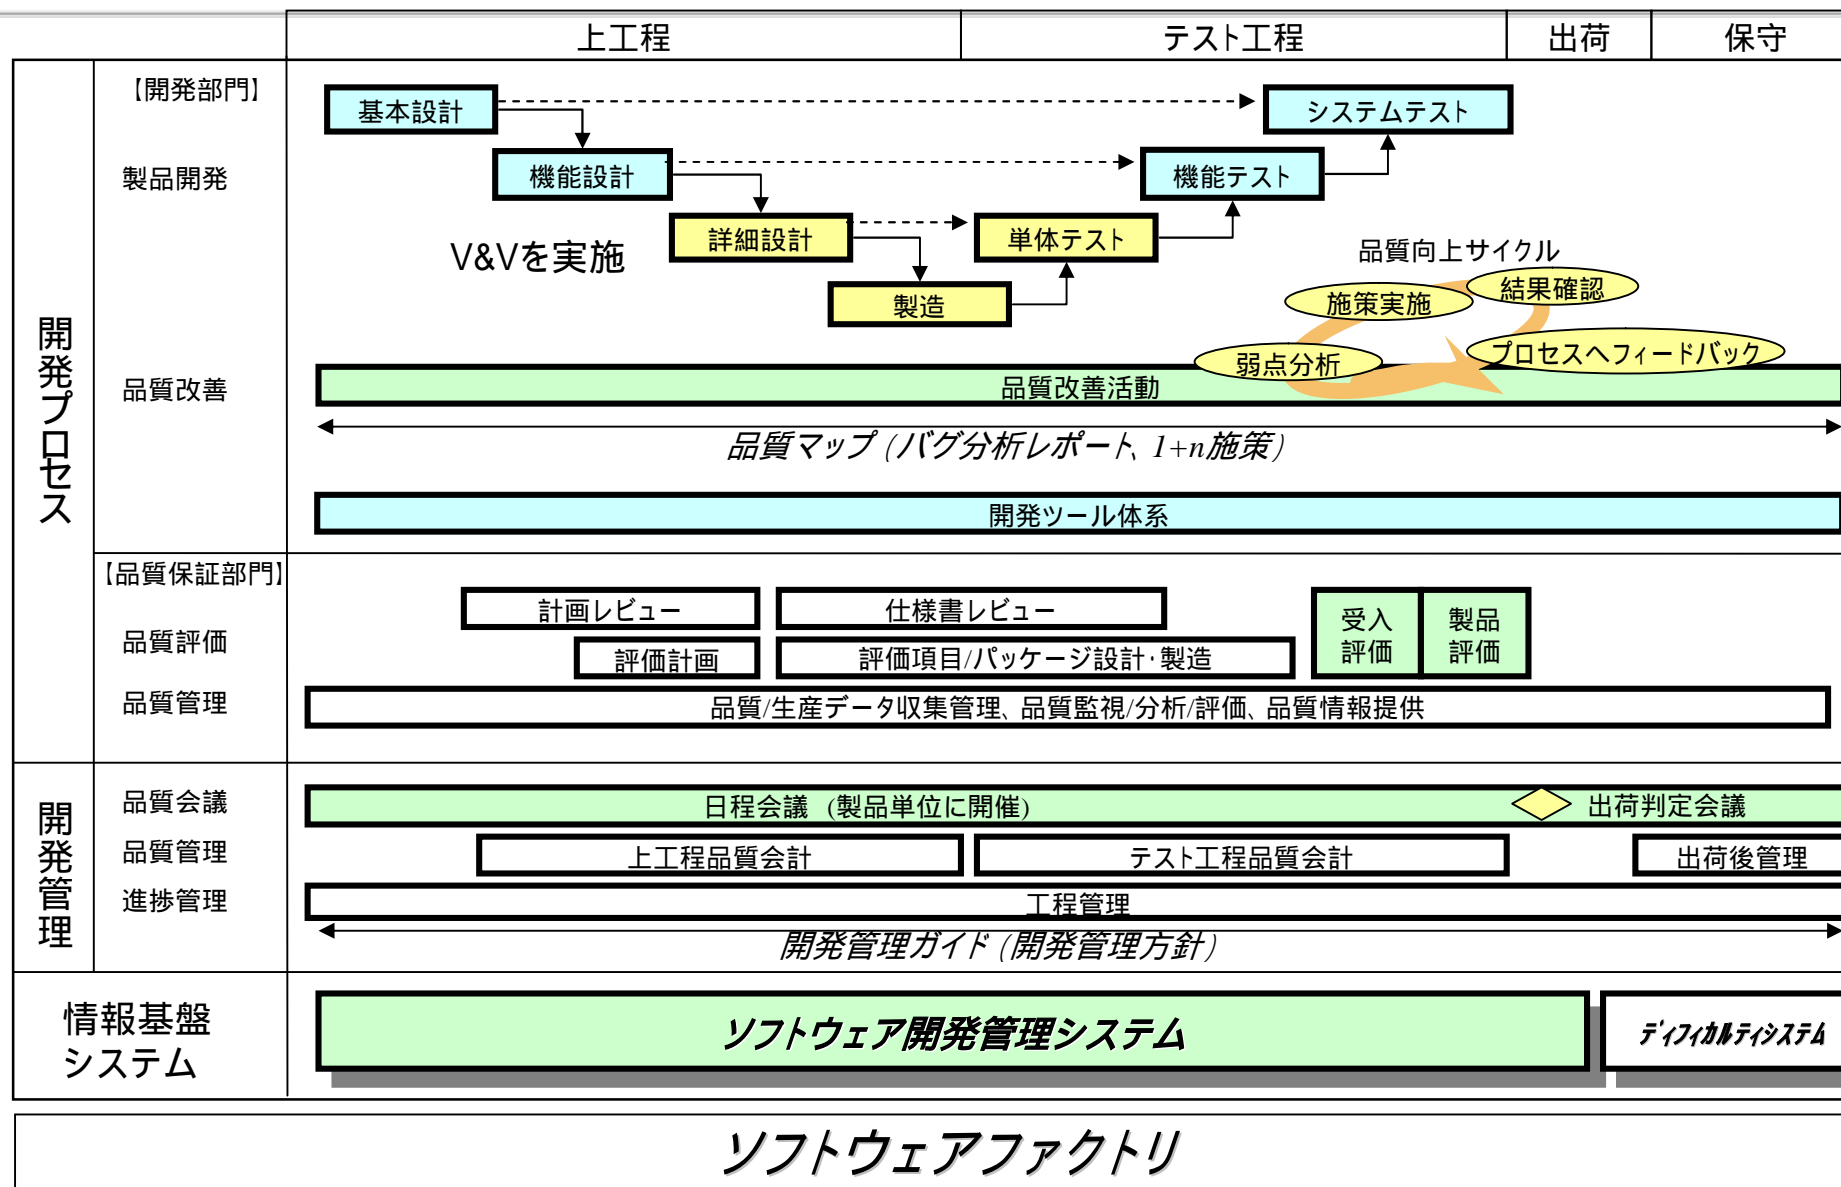 上工程
テスト工程
出荷
保守
開発プロセス
【開発部門】
製品開発
品質改善
基本設計
システムテスト
機能設計
機能テスト
詳細設計
単体テスト
製造
V&Vを実施
品質向上サイクル
施策実施
結果確認
弱点分析
プロセスへフィードバック
品質改善活動
品質マップ (バグ分析レポート、1+n施策)
開発ツール体系
【品質保証部門】
品質評価
品質管理
計画レビュー
仕様書レビュー
受入
評価
製品
評価
評価計画
評価項目/パッケージ設計・製造
品質/生産データ収集管理、品質監視/分析/評価、品質情報提供
開発管理
品質会議
品質管理
進捗管理
日程会議 (製品単位に開催)
出荷判定会議
上工程品質会計
テスト工程品質会計
出荷後管理
工程管理
開発管理ガイド (開発管理方針)
情報基盤
システム
ソフトウェア開発管理システム
ディフィカルティシステム
ソフトウェアファクトリ